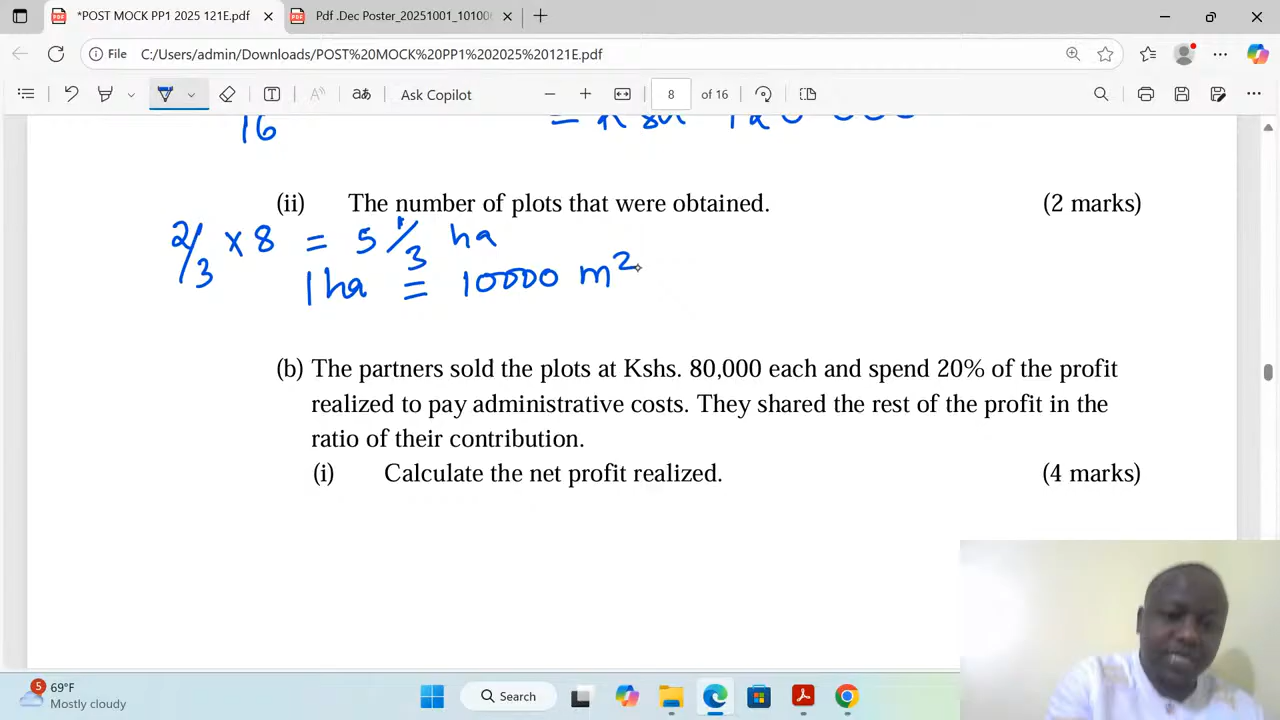 *POST MOCK PP1 2025 121E.pdf
Pdf .Dec Poster_20251001_10100
File C:/Users/admin/Downloads/POST%20MOCK%20PP1%202025%20121E.pdf
Ask Copilot 8 of 16
16
(ii) The number of plots that were obtained. (2 marks)
2/3 × 8 = 5 1/3 ha
1 ha = 10000 m²
(b) The partners sold the plots at Kshs. 80,000 each and spend 20% of the profit
realized to pay administrative costs. They shared the rest of the profit in the
ratio of their contribution.
(i) Calculate the net profit realized. (4 marks)
5
69°F
Mostly cloudy
Search